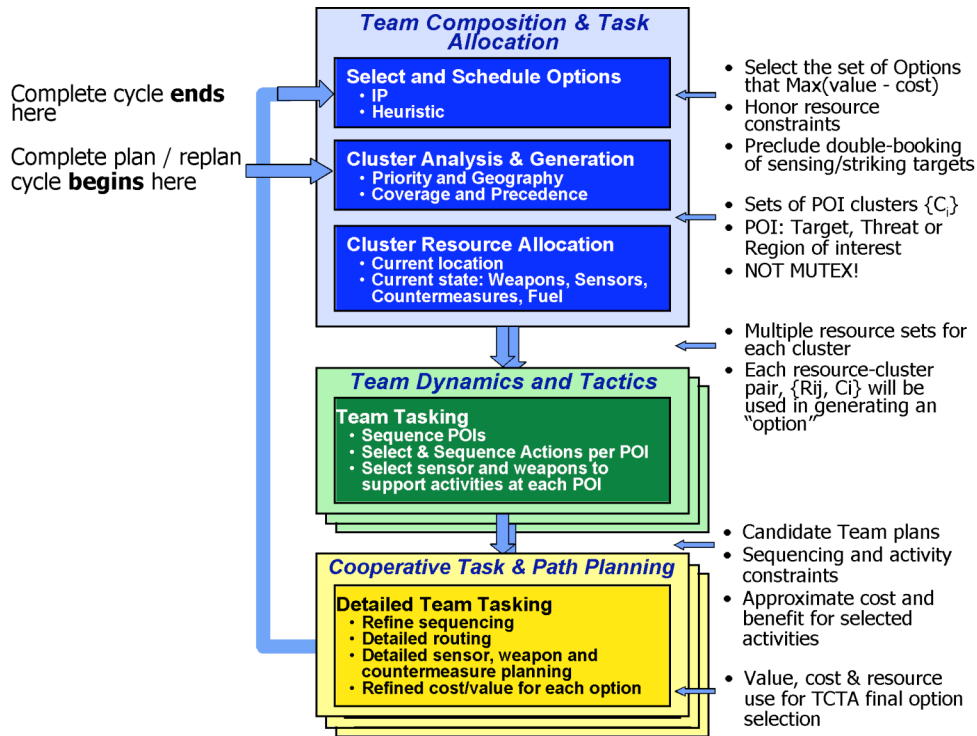 Team Composition & Task
Allocation
Select and Schedule Options
• IP
• Heuristic
Cluster Analysis & Generation
• Priority and Geography
• Coverage and Precedence
Cluster Resource Allocation
• Current location
• Current state: Weapons, Sensors,
Countermeasures, Fuel
Complete cycle ends
here
Complete plan / replan
cycle begins here
• Select the set of Options
that Max(value - cost)
• Honor resource
constraints
• Preclude double-booking
of sensing/striking targets
• Sets of POI clusters {Ci}
• POI: Target, Threat or
Region of interest
• NOT MUTEX!
• Multiple resource sets for
each cluster
• Each resource-cluster
pair, {Rij, Ci} will be
used in generating an
“option”
Team Dynamics and Tactics
Team Tasking
• Sequence POIs
• Select & Sequence Actions per POI
• Select sensor and weapons to
support activities at each POI
• Candidate Team plans
• Sequencing and activity
constraints
• Approximate cost and
benefit for selected
activities
Cooperative Task & Path Planning
Detailed Team Tasking
• Refine sequencing
• Detailed routing
• Detailed sensor, weapon and
countermeasure planning
• Refined cost/value for each option
• Value, cost & resource
use for TCTA final option
selection